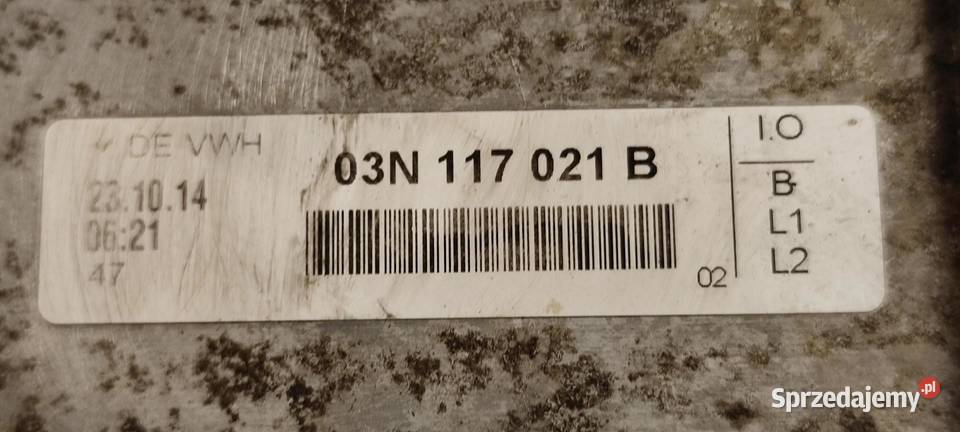 DE VWH
23.10.14
06:21
47
03N 117 021 B
02
I.O
B
L1
L2
Sprzedajemy.pl